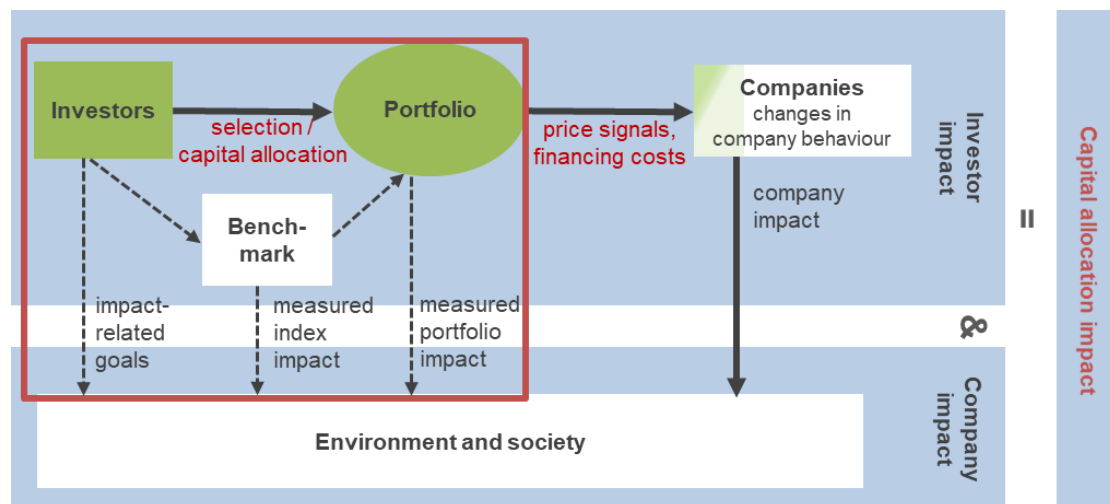 Investors
selection /
capital allocation
Portfolio
price signals,
financing costs
Companies
changes in
company behaviour
company
impact
Bench-
mark
impact-
related
goals
measured
index
impact
measured
portfolio
impact
Environment and society
Investor
impact
&
Company
impact
=
Capital allocation impact